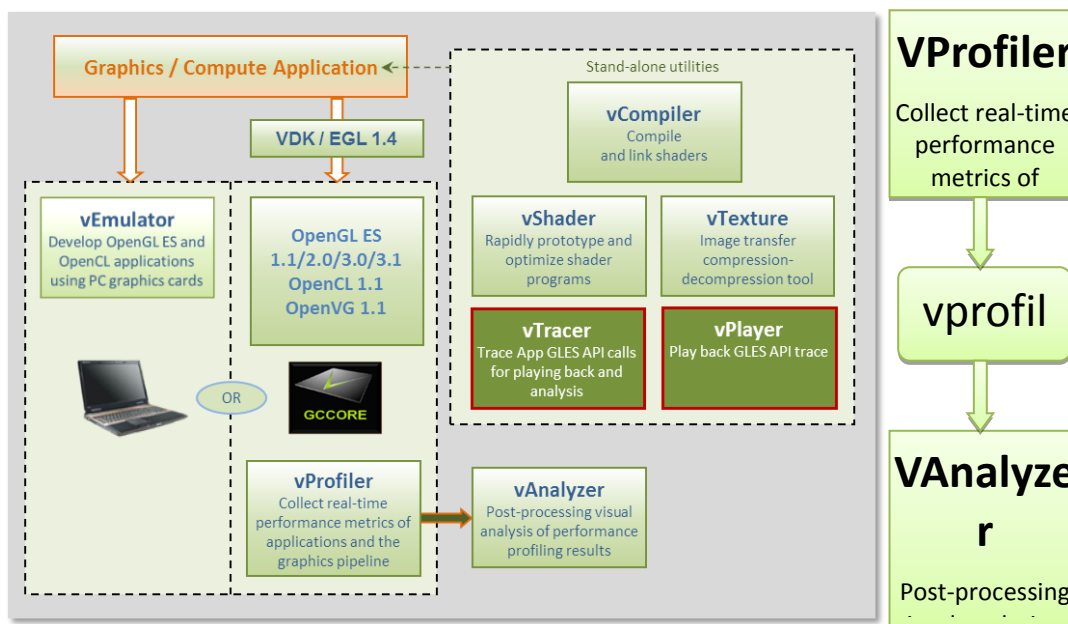 Graphics / Compute Application
Stand-alone utilities
vCompiler
Compile
and link shaders
VDK / EGL 1.4
vEmulator
Develop OpenGL ES and
OpenCL applications
using PC graphics cards
OpenGL ES
1.1/2.0/3.0/3.1
OpenCL 1.1
OpenVG 1.1
vShader
Rapidly prototype and
optimize shader
programs
vTexture
Image transfer
compression-
decompression tool
vTracer
Trace App GLES API calls
for playing back and
analysis
vPlayer
Play back GLES API trace
OR
GCCORE
vProfiler
Collect real-time
performance metrics of
applications and the
graphics pipeline
vAnalyzer
Post-processing visual
analysis of performance
profiling results
VProfiler
Collect real-time
performance
metrics of
vprofil
VAnalyze
r
Post-processing